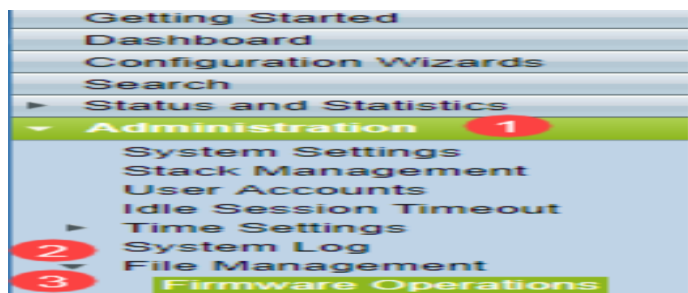 Getting Started
Dashboard
Configuration Wizards
Search
Status and Statistics
Administration 1
System Settings
Stack Management
User Accounts
Idle Session Timeout
Time Settings
2 System Log
File Management
3 Firmware Operations